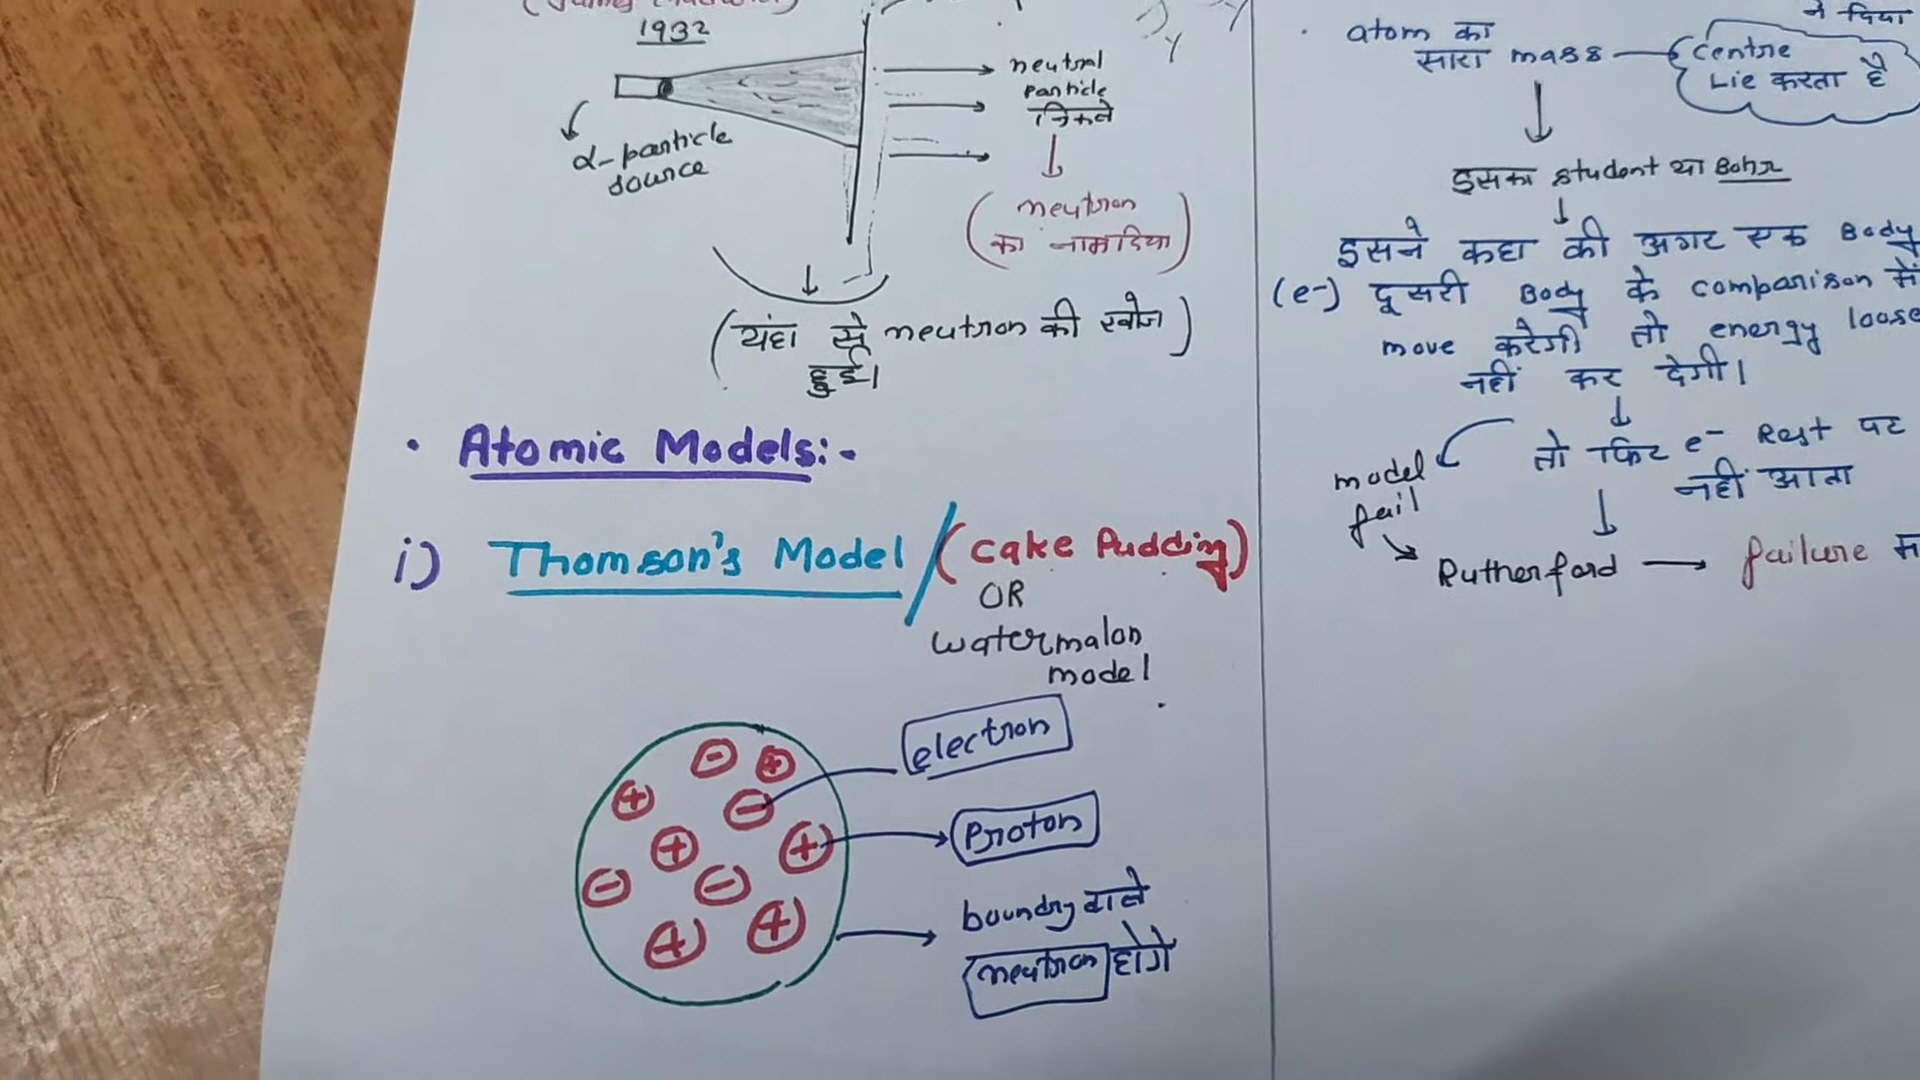 1932
α-particle
source
neutral
particle
निकले
(neutron
का नाम दिया)
(यंहा से neutron की खोज
हुई।)
• Atomic Models:-
i) Thomson's Model / (Cake Pudding)
OR
watermalon
model
electron
Proton
boundry वाले
neutron होगे
ने दिया
atom का
सारा mass — centre
Lie करता है
इसका student था Bohr
इसने कहा की अगर एक Body
(e-) दूसरी Body के comparison में
move करेगी तो energy loose
नहीं कर देगी।
तो फिर e- Rest पर
नहीं आता
model
fail
Rutherford → failure